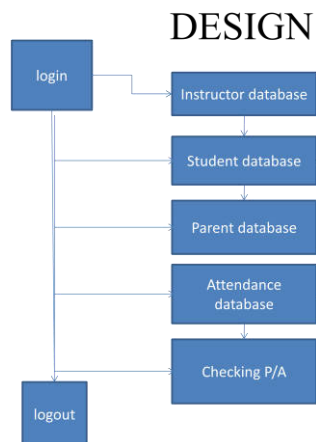 DESIGN
login
Instructor database
Student database
Parent database
Attendance
database
Checking P/A
logout